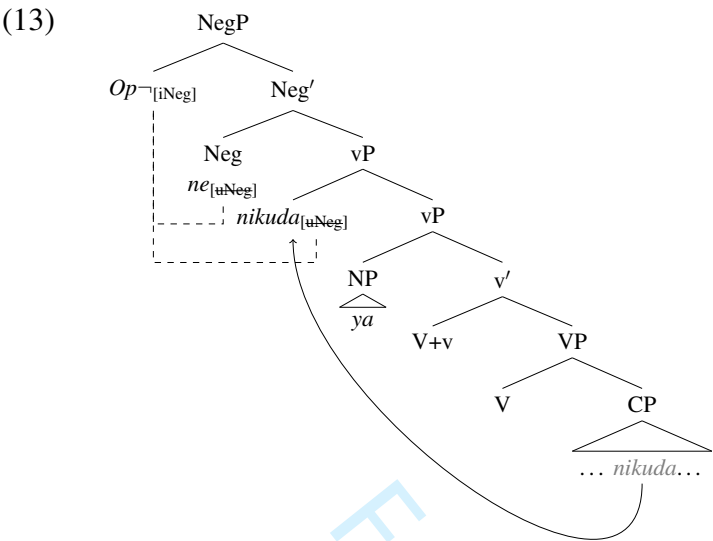 (13)
NegP
Op¬[iNeg] Neg′
Neg vP
ne[uNeg]
nikuda[uNeg] vP
NP v′
ya
V+v VP
V CP
... nikuda...